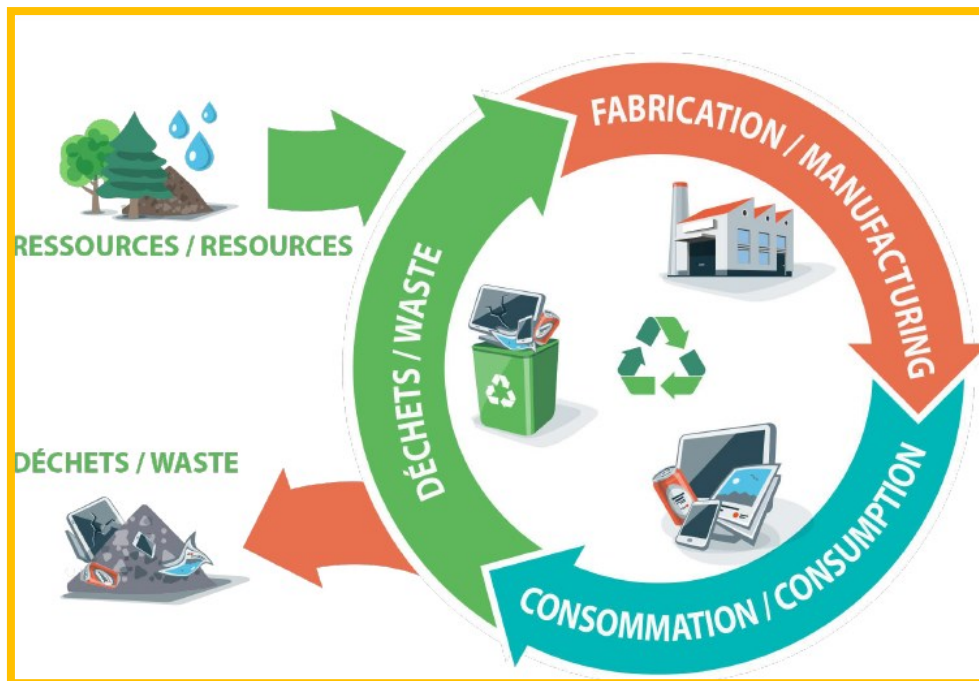 FABRICATION / MANUFACTURING
RESSOURCES / RESOURCES
DÉCHETS / WASTE
DÉCHETS / WASTE
CONSOMMATION / CONSUMPTION